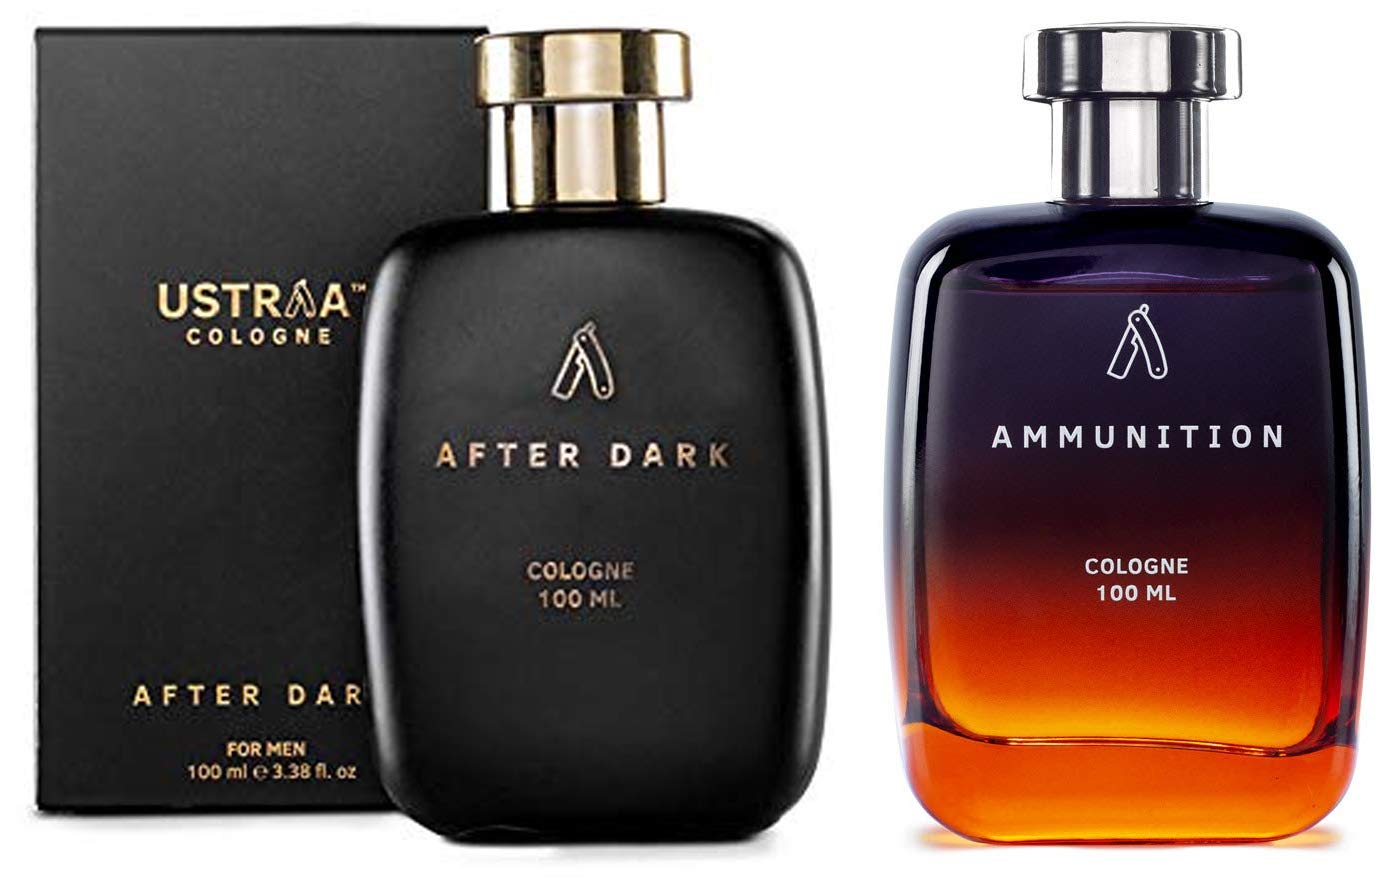 USTRAA™
COLOGNE
AFTER DAR
FOR MEN
100 ml e 3.38 fl. oz
AFTER DARK
COLOGNE
100 ML
AMMUNITION
COLOGNE
100 ML